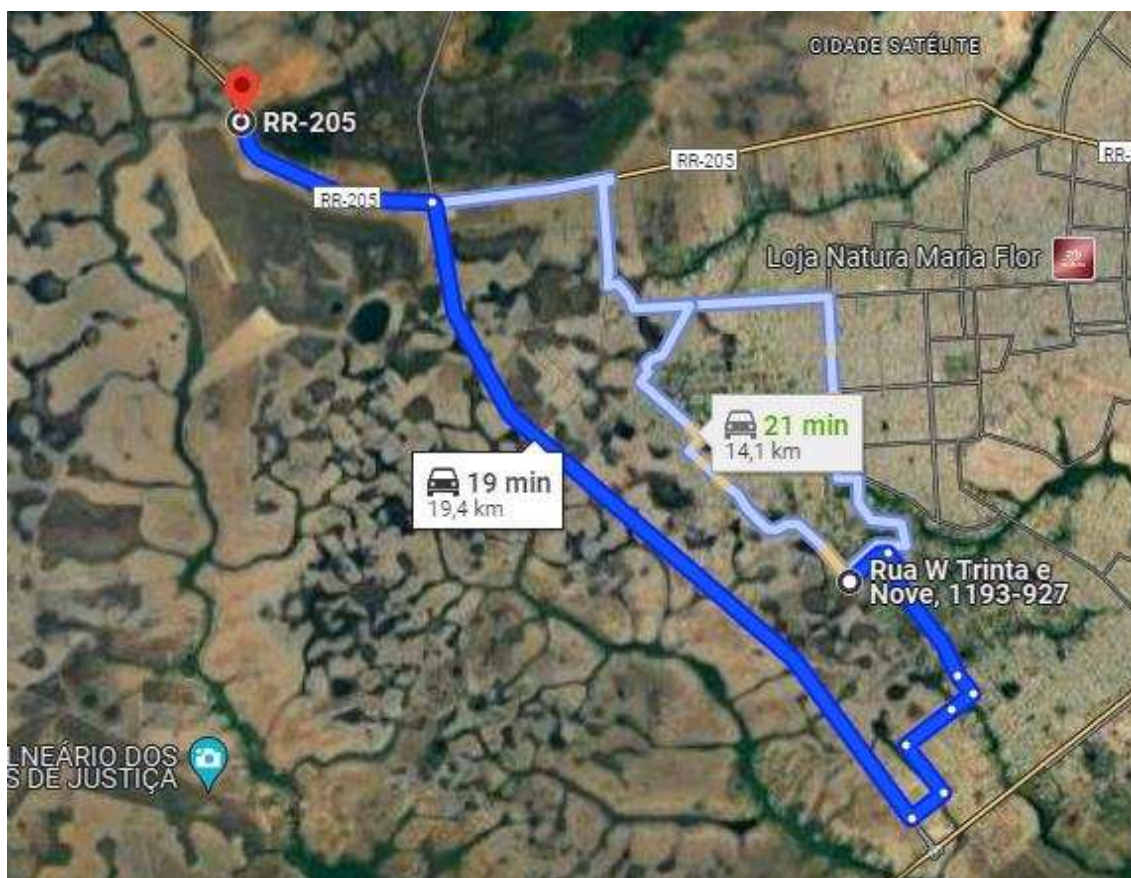 CIDADE SATÉLITE
RR-205
RR-205
RR-
RR-205
Loja Natura Maria Flor
21 min
14,1 km
19 min
19,4 km
Rua W Trinta e
Nove, 1193-927
LNEÁRIO DOS
S DE JUSTIÇA